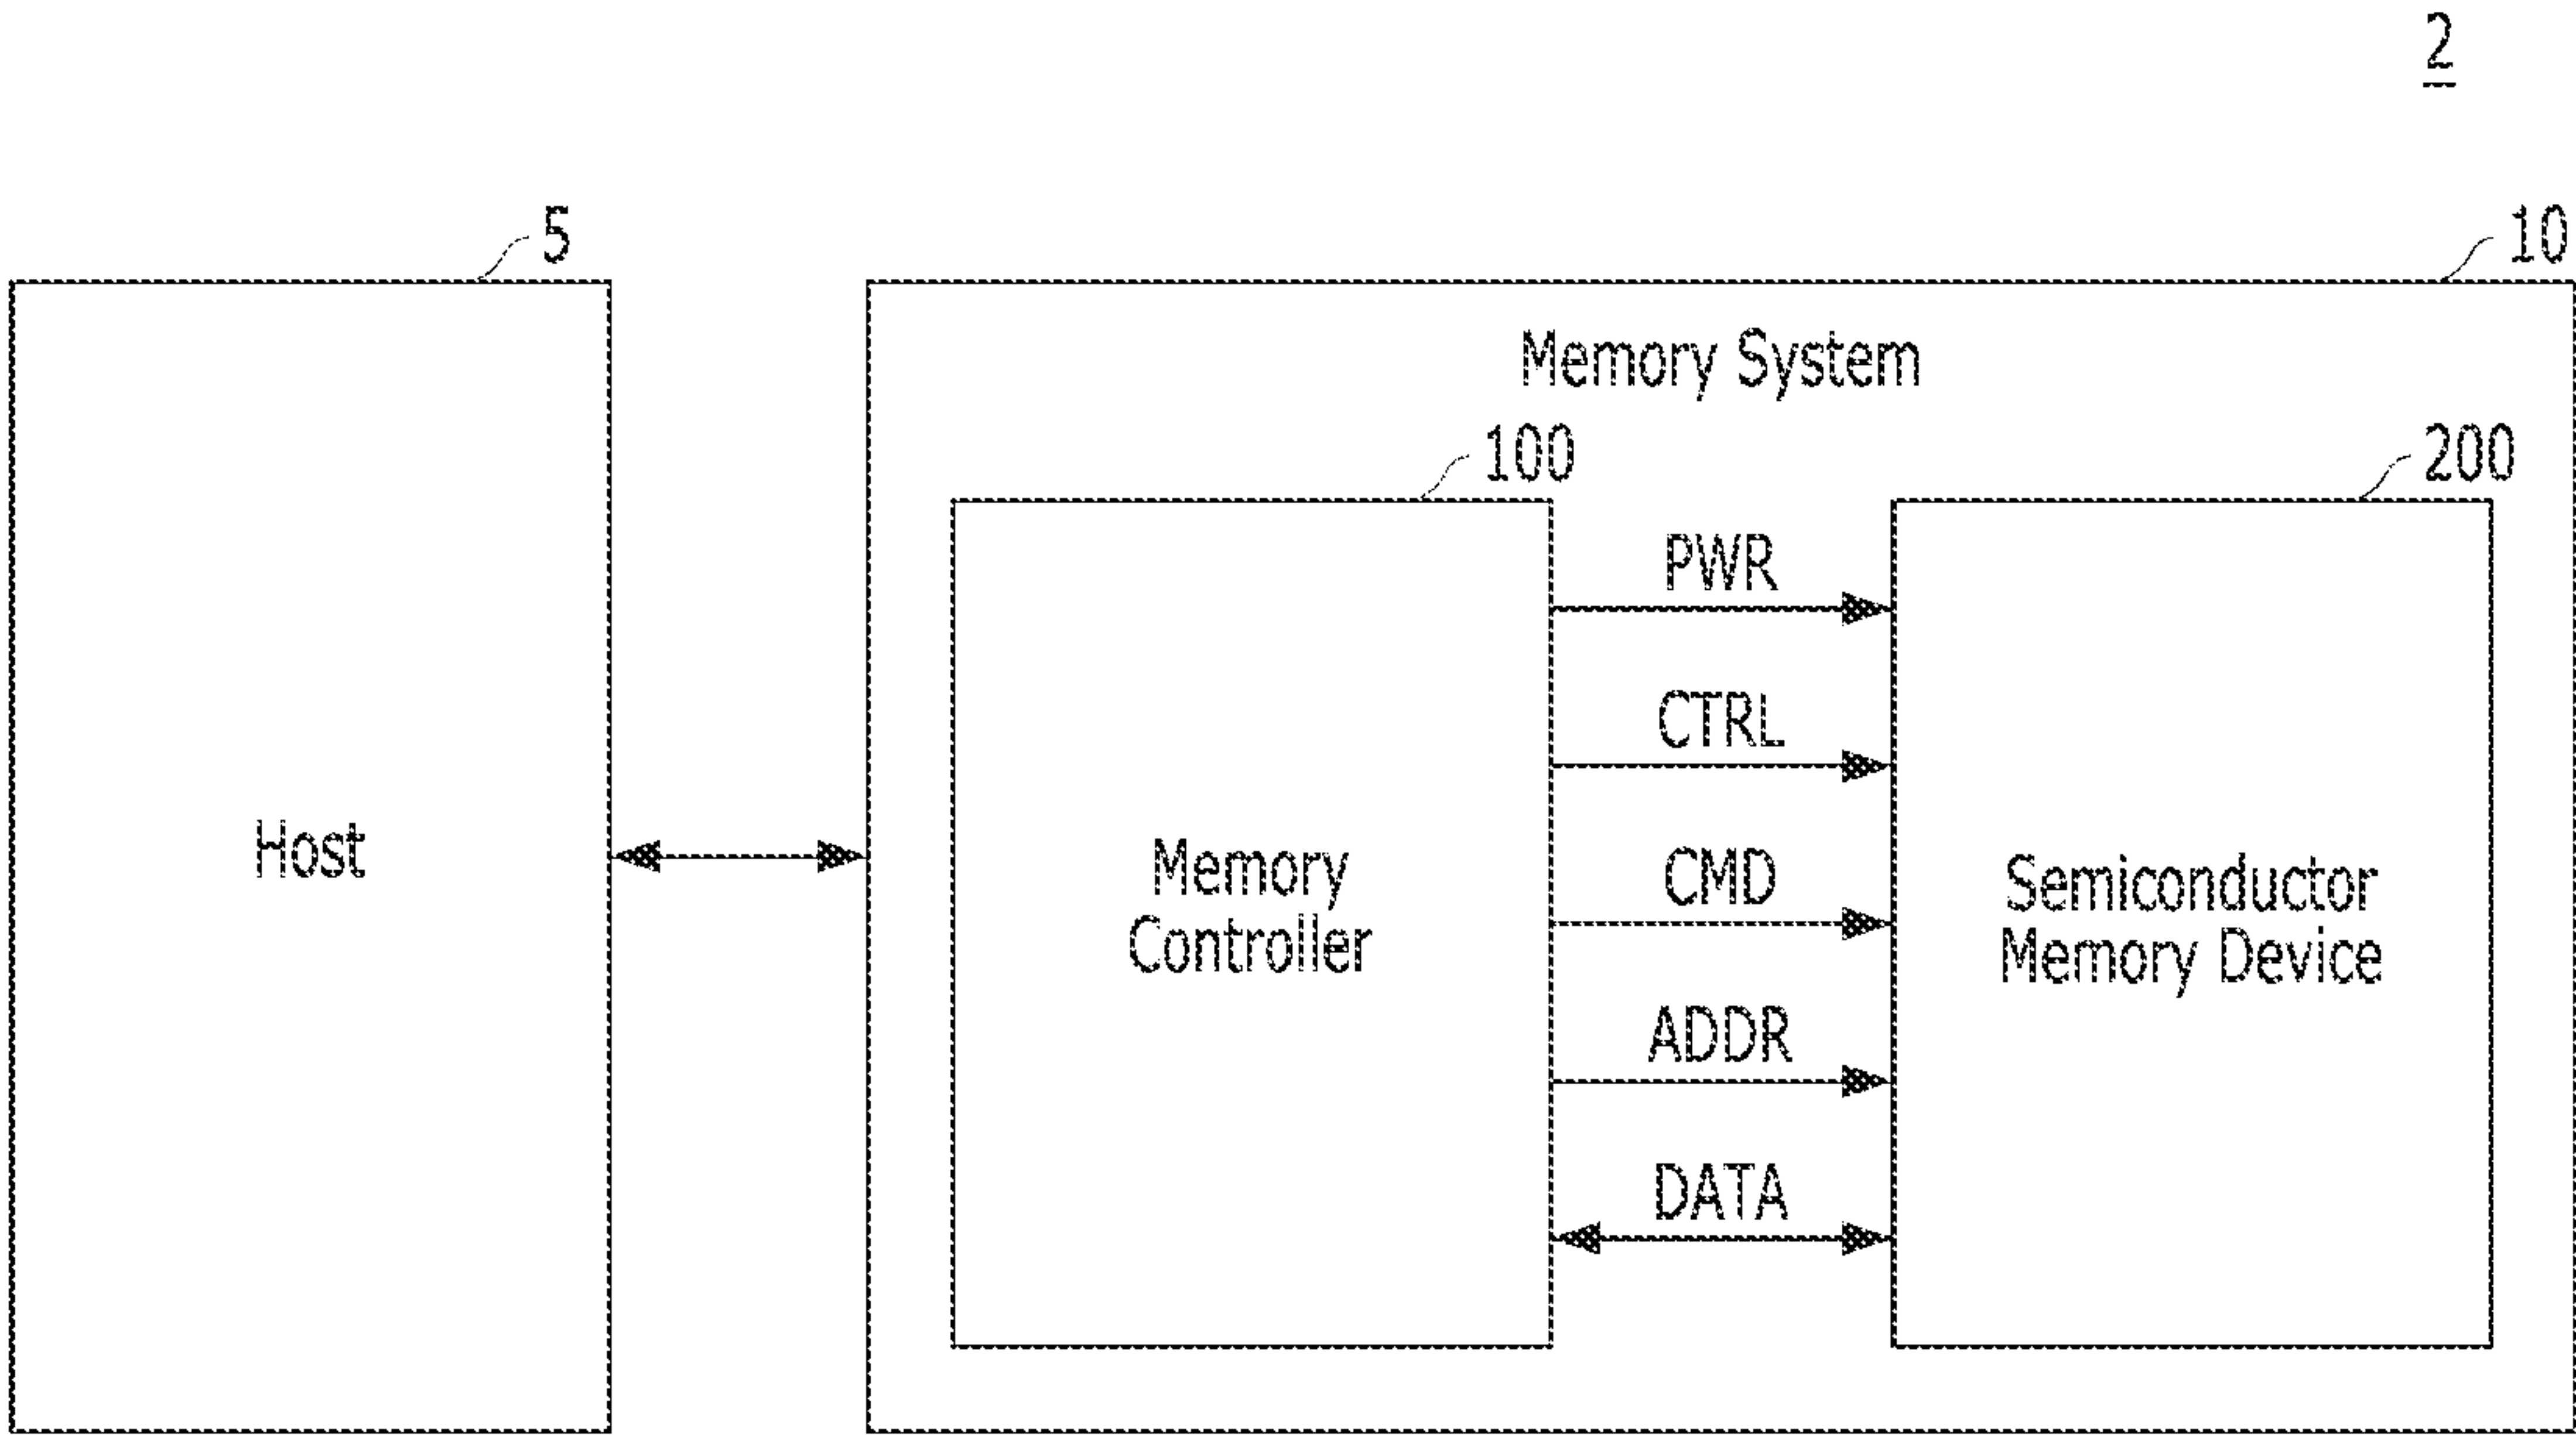 2
5
10
Memory System
100
200
PWR
CTRL
CMD
ADDR
DATA
Host
Memory
Controller
Semiconductor
Memory Device